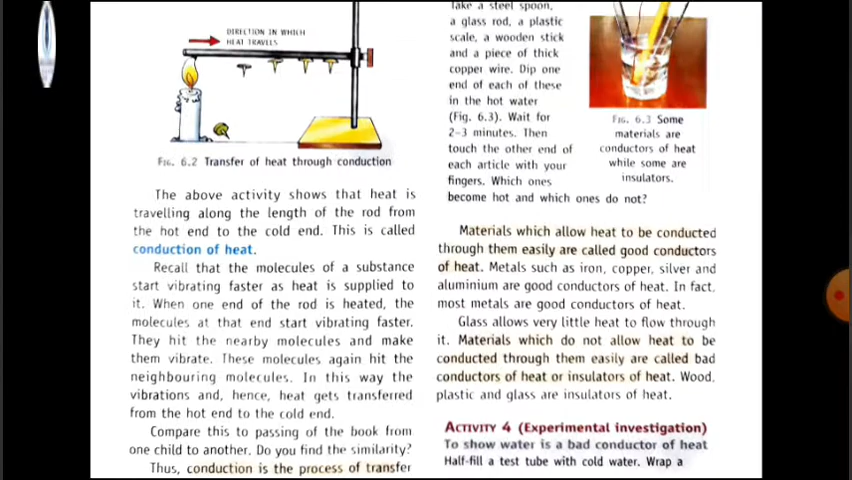 DIRECTION IN WHICH
HEAT TRAVELS
FIG. 6.2 Transfer of heat through conduction
The above activity shows that heat is
travelling along the length of the rod from
the hot end to the cold end. This is called
conduction of heat.
Recall that the molecules of a substance
start vibrating faster as heat is supplied to
it. When one end of the rod is heated, the
molecules at that end start vibrating faster.
They hit the nearby molecules and make
them vibrate. These molecules again hit the
neighbouring molecules. In this way the
vibrations and, hence, heat gets transferred
from the hot end to the cold end.
Compare this to passing of the book from
one child to another. Do you find the similarity?
Thus, conduction is the process of transfer
Take a steel spoon,
a glass rod, a plastic
scale, a wooden stick
and a piece of thick
copper wire. Dip one
end of each of these
in the hot water
(Fig. 6.3). Wait for
2–3 minutes. Then
touch the other end of
each article with your
fingers. Which ones
become hot and which ones do not?
FIG. 6.3 Some
materials are
conductors of heat
while some are
insulators.
Materials which allow heat to be conducted
through them easily are called good conductors
of heat. Metals such as iron, copper, silver and
aluminium are good conductors of heat. In fact,
most metals are good conductors of heat.
Glass allows very little heat to flow through
it. Materials which do not allow heat to be
conducted through them easily are called bad
conductors of heat or insulators of heat. Wood,
plastic and glass are insulators of heat.
ACTIVITY 4 (Experimental investigation)
To show water is a bad conductor of heat
Half-fill a test tube with cold water. Wrap a